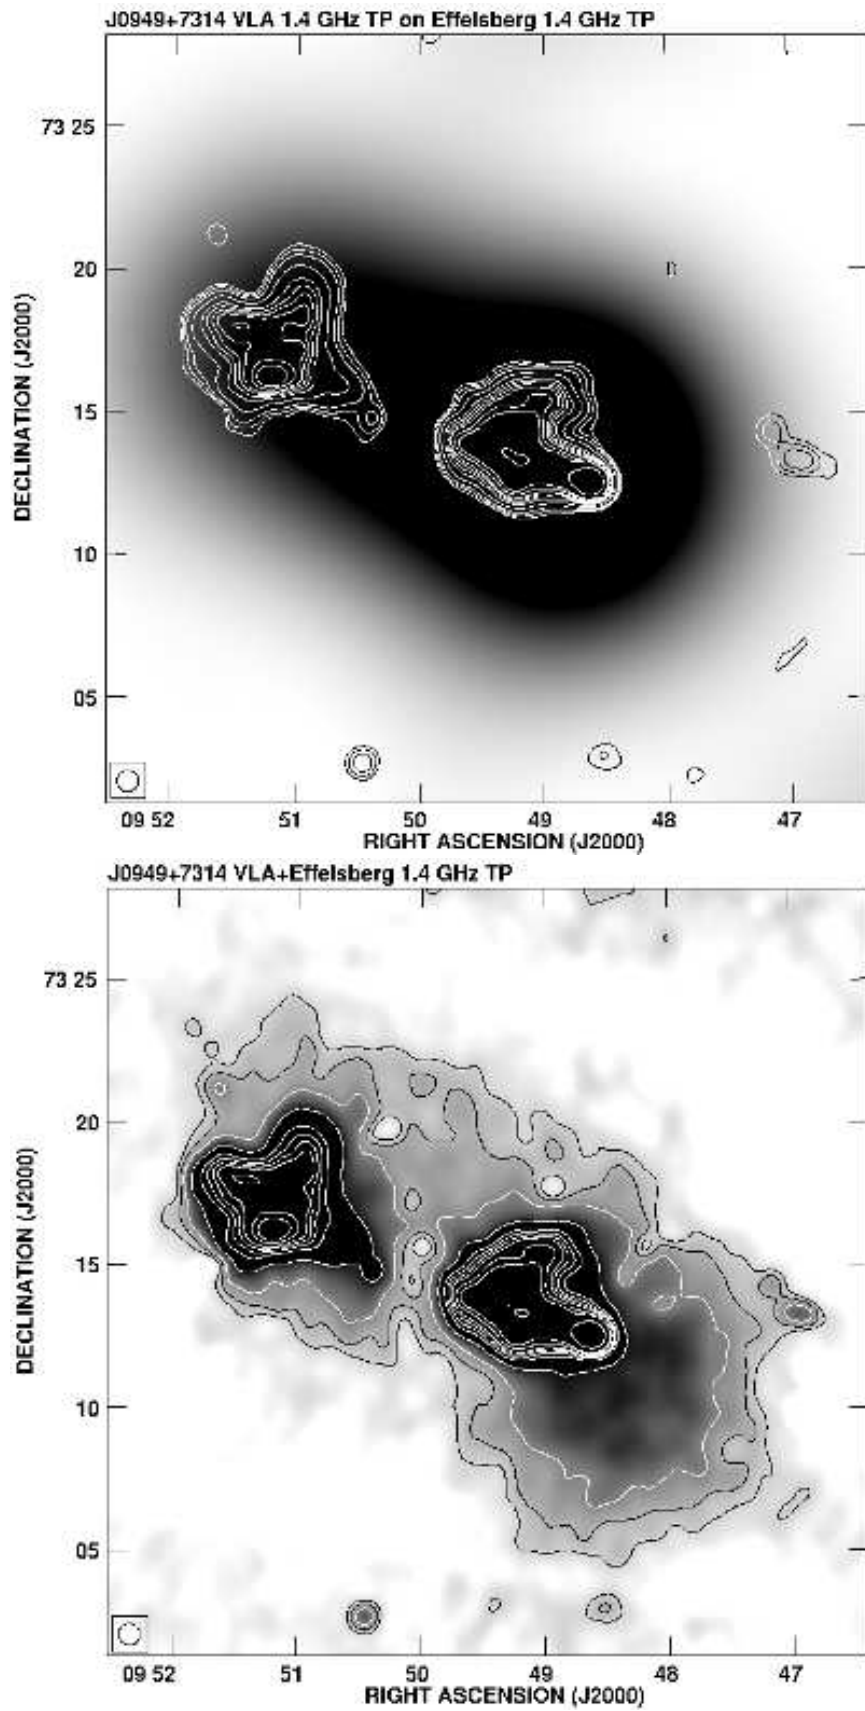 J0949+7314 VLA 1.4 GHz TP on Effelsberg 1.4 GHz TP
73 25
20
15
10
05
DECLINATION (J2000)
09 52 51 50 49 48 47
RIGHT ASCENSION (J2000)
J0949+7314 VLA+Effelsberg 1.4 GHz TP
73 25
20
15
10
05
DECLINATION (J2000)
09 52 51 50 49 48 47
RIGHT ASCENSION (J2000)